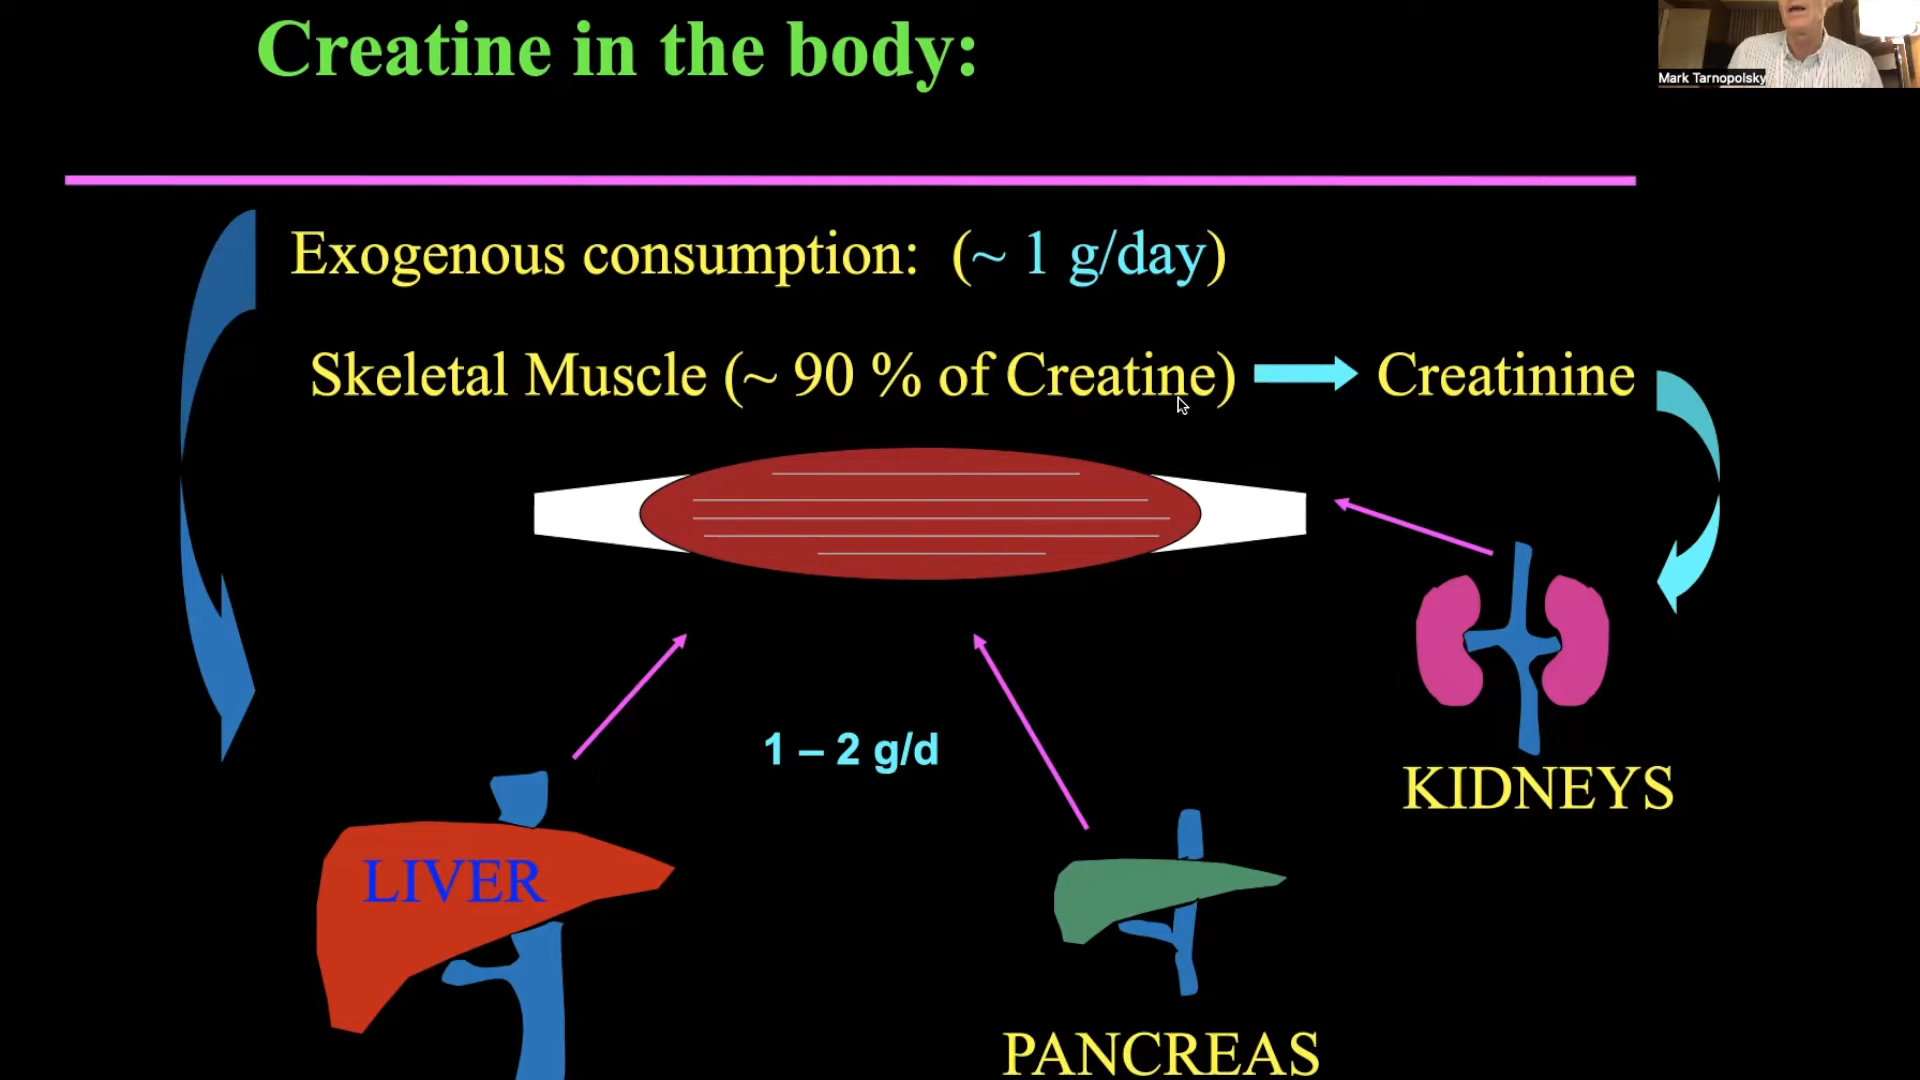 Creatine in the body:
Mark Tarnopolsky
Exogenous consumption: (~ 1 g/day)
Skeletal Muscle (~ 90 % of Creatine)
Creatinine
1 – 2 g/d
KIDNEYS
LIVER
PANCREAS